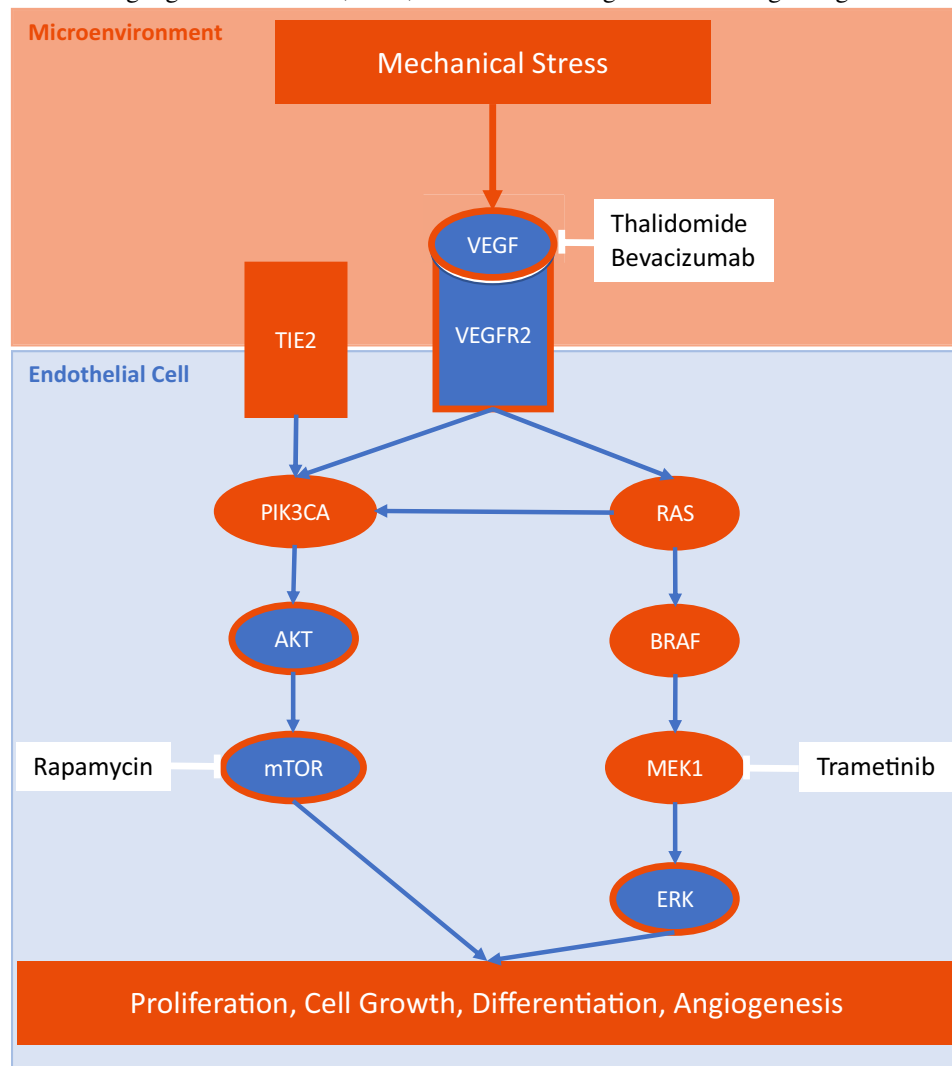 Microenvironment
Mechanical Stress
VEGF
Thalidomide
Bevacizumab
VEGFR2
TIE2
Endothelial Cell
PIK3CA
RAS
AKT
BRAF
Rapamycin
mTOR
MEK1
Trametinib
ERK
Proliferation, Cell Growth, Differentiation, Angiogenesis